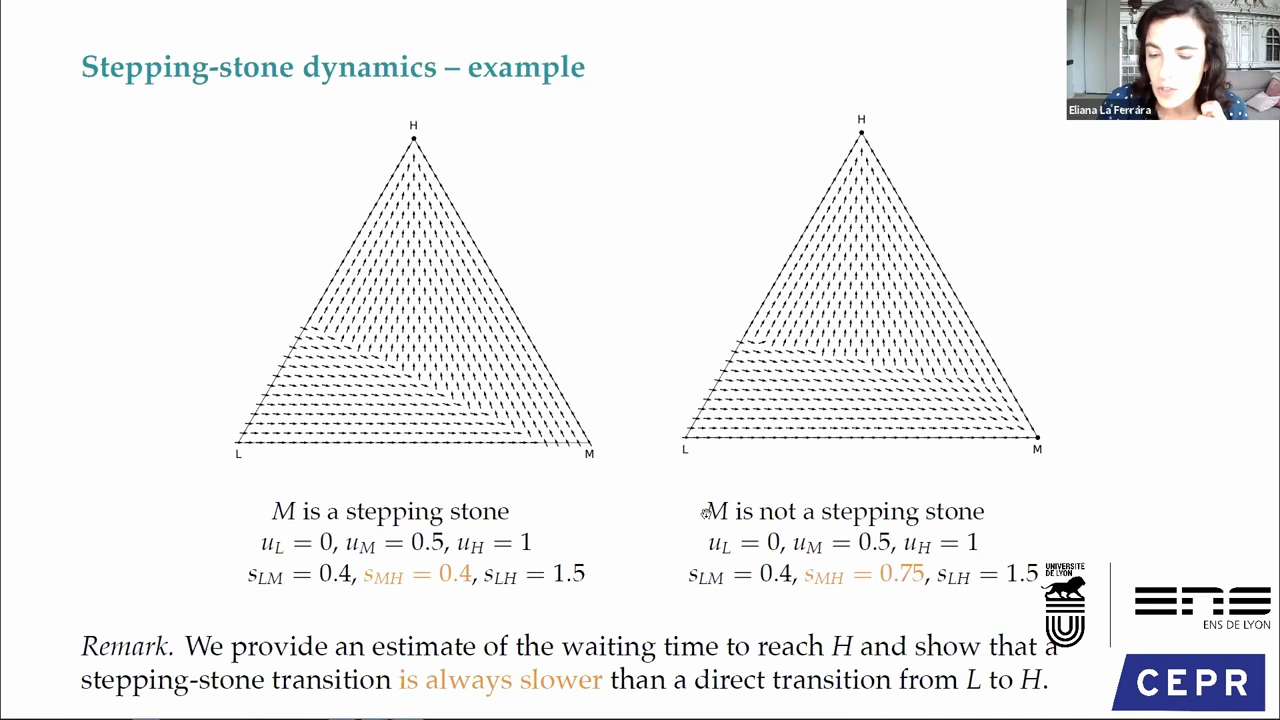 Stepping-stone dynamics – example
Eliana La Ferrara
H
H
L
M
L
M
M is a stepping stone
u_L = 0, u_M = 0.5, u_H = 1
s_LM = 0.4, s_MH = 0.4, s_LH = 1.5
M is not a stepping stone
u_L = 0, u_M = 0.5, u_H = 1
s_LM = 0.4, s_MH = 0.75, s_LH = 1.5
Remark. We provide an estimate of the waiting time to reach H and show that a
stepping-stone transition is always slower than a direct transition from L to H.
UNIVERSITE
DE LYON
ENS
ENS DE LYON
CEPR